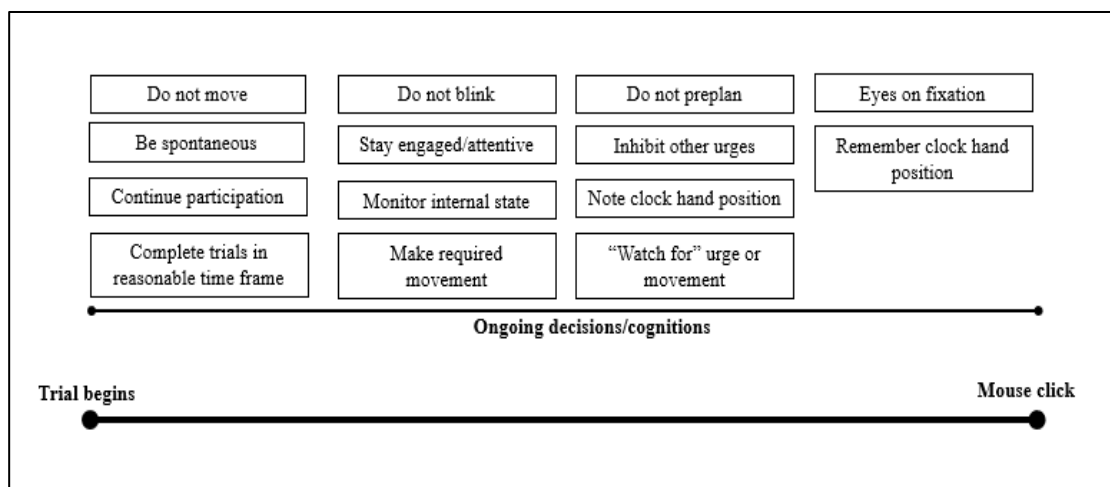 Do not move
Do not blink
Do not preplan
Eyes on fixation
Be spontaneous
Stay engaged/attentive
Inhibit other urges
Remember clock hand
position
Continue participation
Monitor internal state
Note clock hand position
Complete trials in
reasonable time frame
Make required
movement
“Watch for” urge or
movement
Ongoing decisions/cognitions
Trial begins
Mouse click